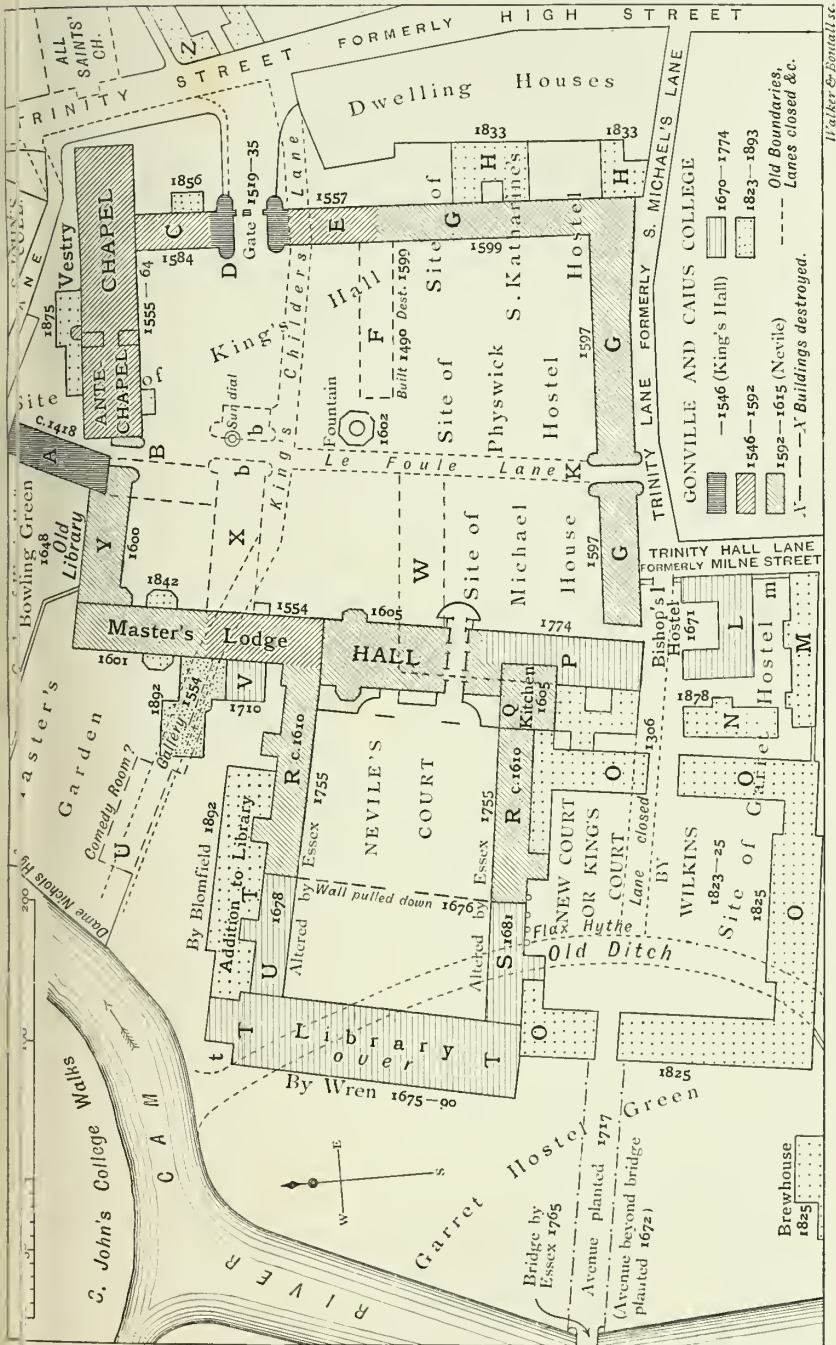 ALL
SAINTS'
CH.
Z
TRINITY STREET FORMERLY HIGH STREET
LANE
Vestry
1875
CHAPEL
ANTE-
CHAPEL
1555—64
1856
C
1584
D
Gate
1519-35
Lane
1557
E
Dwelling Houses
1833
H
1833
H
G
1599
Site of
S. Katharine's
Hostel
Site of
c.1418
A
B
King's
Hall
Childers
King's
Sun dial
b
b
Fountain
1602
F
Built 1490 Dest. 1599
Site of
Physwick
Hostel
1597
G
Le Foule Lane
K
TRINITY LANE FORMERLY S. MICHAEL'S LANE
Bowling Green
1648
Old
Library
Y
1600
X
W
Site of
Michael
House
1597
G
TRINITY HALL LANE
FORMERLY MILNE STREET
GONVILLE AND CAIUS COLLEGE
—1546 (King's Hall)
1546—1592
1592—1615 (Nevile)
1670—1774
1823—1893
Old Boundaries,
Lanes closed &c.
X Buildings destroyed.
Walker & Boutall sc.
1842
Master's Lodge
1554
1601
1605
HALL
1774
P
Q
Kitchen
1605
Bishop's
Hostel
1671
L
m
M
1878
N
Master's
Garden
1892
Gallery 1554
V
1710
Comedy Room?
U
R
c.1610
1755
R
c.1610
1755
1306
O
O
Hostel
Garret
Site of
NEVILE'S
COURT
By Blomfield 1892
Addition to Library
T
U
1678
Altered by Essex
Wall pulled down 1676
Altered by Essex
S
1681
NEW COURT
OR KING'S
COURT
Lane closed
BY
WILKINS
1823—25
1825
O
Flax Hythe
Old Ditch
Dame Nichols Hy
200
100
t
T
Library
over
T
By Wren 1675—90
O
1825
S. John's College Walks
RIVER CAM
E
W
S
Garret Hostel Green
Bridge by
Essex 1765
Avenue planted 1717
(Avenue beyond bridge
planted 1672)
Brewhouse
1825